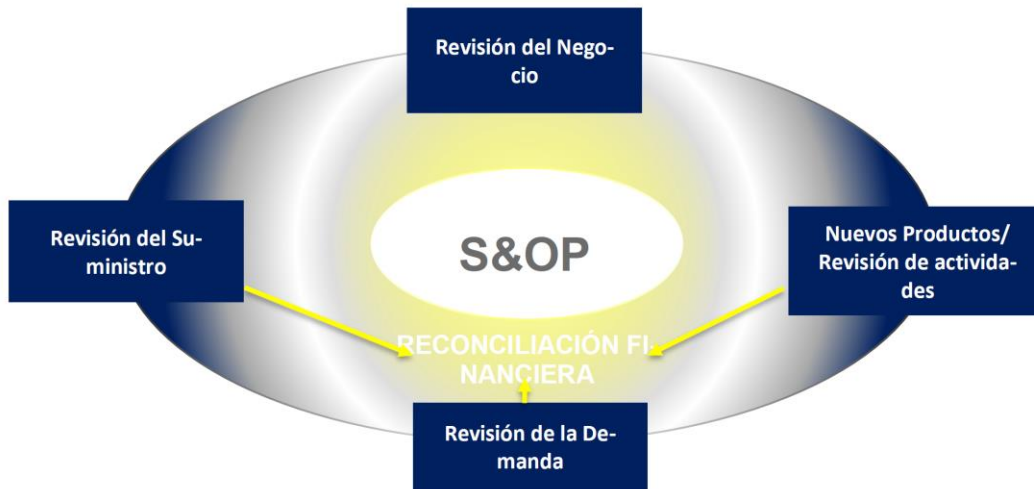 Revisión del Nego-
cio
Revisión del Su-
ministro
S&OP
Nuevos Productos/
Revisión de activida-
des
RECONCILIACIÓN FI-
NANCIERA
Revisión de la De-
manda